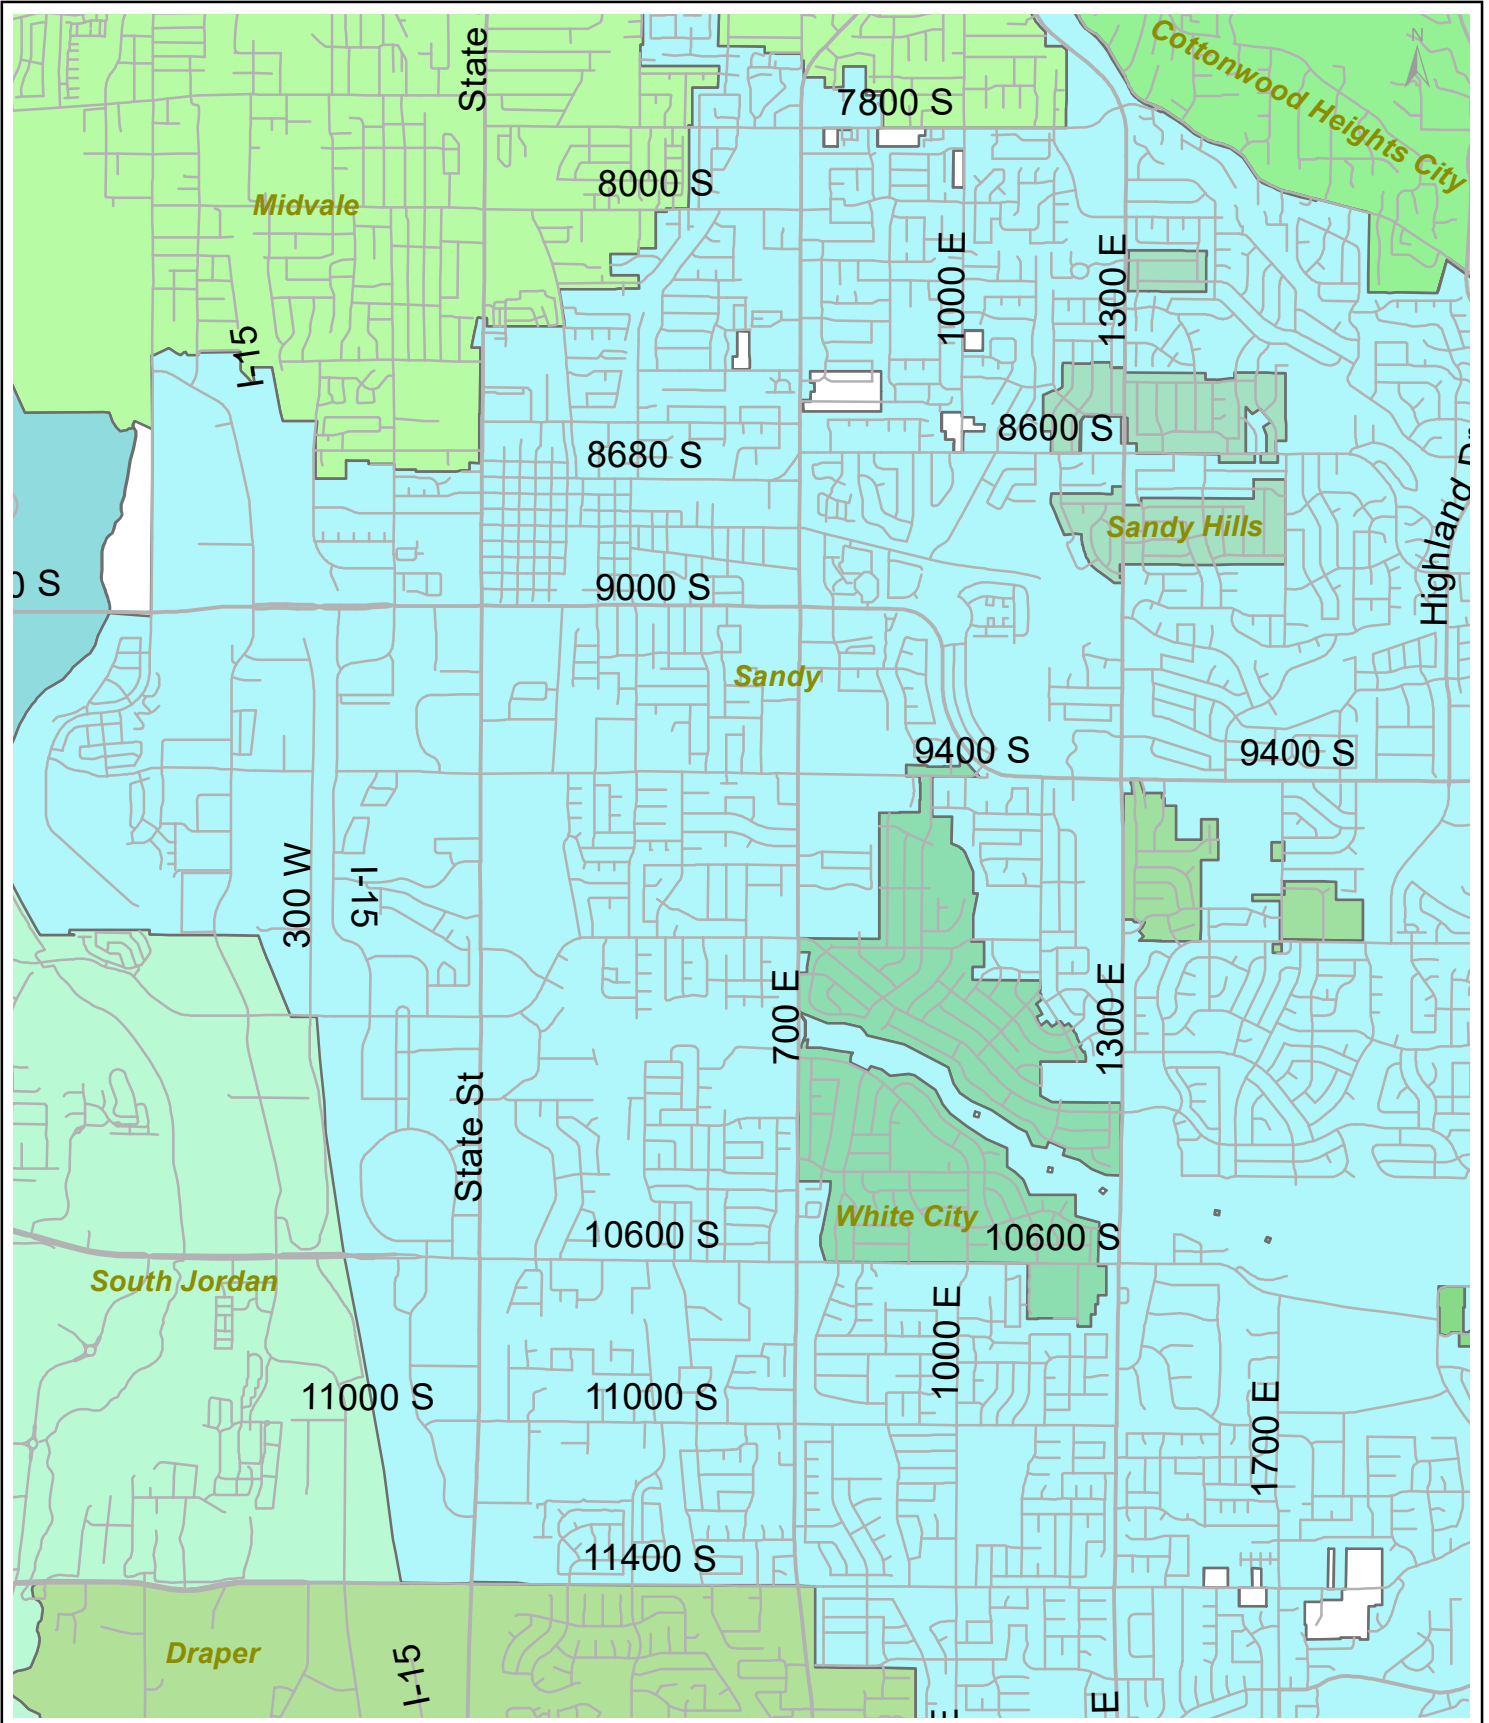 Cottonwood Heights City
N
State
7800 S
8000 S
Midvale
1000 E
1300 E
I-15
8600 S
8680 S
Highland Dr
Sandy Hills
0 S
9000 S
Sandy
9400 S
9400 S
300 W
I-15
700 E
1300 E
State St
White City
10600 S
10600 S
South Jordan
1000 E
11000 S
11000 S
1700 E
11400 S
Draper
I-15
E
E